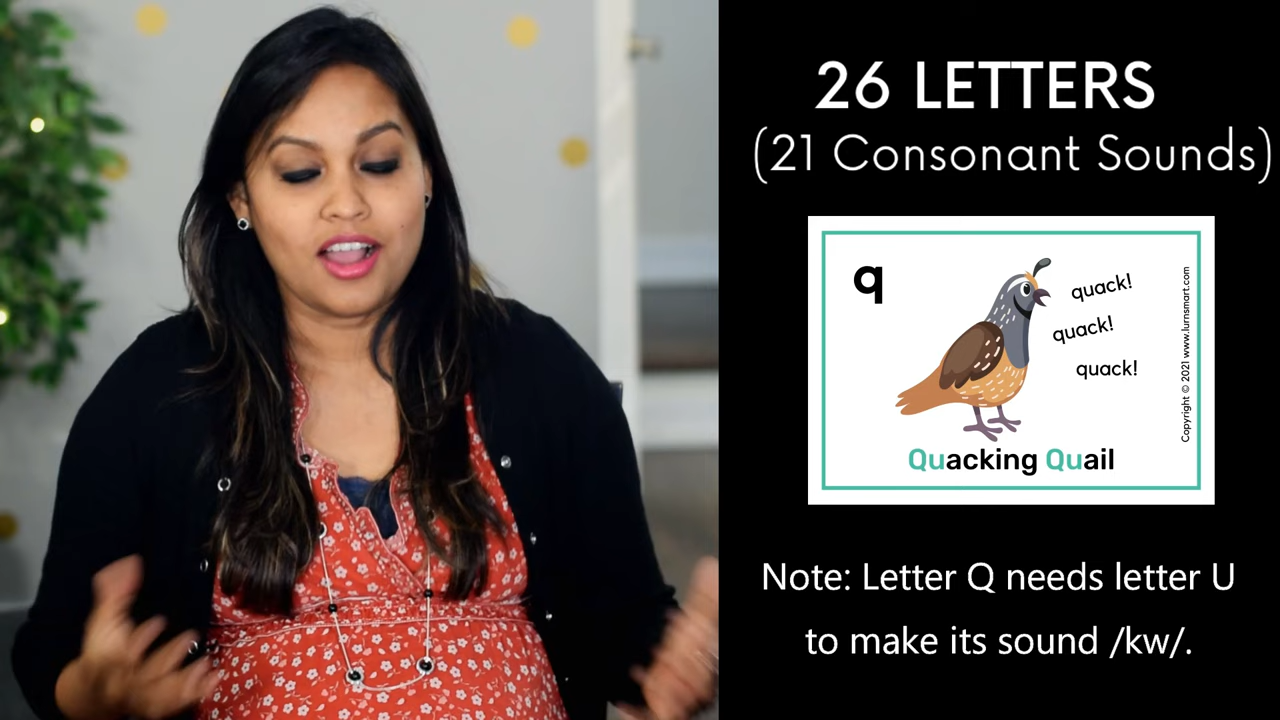 26 LETTERS
(21 Consonant Sounds)
q
quack!
quack!
quack!
Copyright © 2021 www.lurnsmart.com
Quacking Quail
Note: Letter Q needs letter U
to make its sound /kw/.